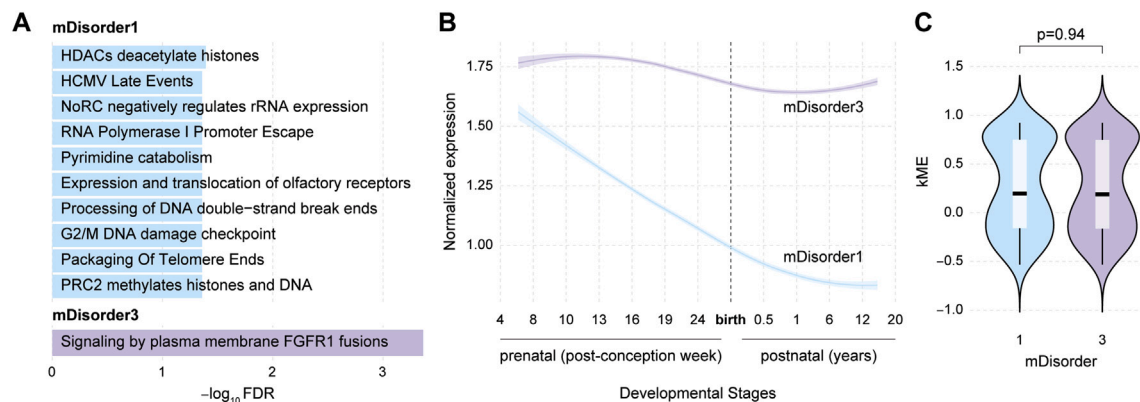 A
mDisorder1
HDACs deacetylate histones
HCMV Late Events
NoRC negatively regulates rRNA expression
RNA Polymerase I Promoter Escape
Pyrimidine catabolism
Expression and translocation of olfactory receptors
Processing of DNA double−strand break ends
G2/M DNA damage checkpoint
Packaging Of Telomere Ends
PRC2 methylates histones and DNA
mDisorder3
Signaling by plasma membrane FGFR1 fusions
0 1 2 3
−log10FDR
B
Normalized expression
1.75
1.50
1.25
1.00
mDisorder3
mDisorder1
4 8 10 13 16 19 24 birth 0.5 1 6 12 20
prenatal (post-conception week) postnatal (years)
Developmental Stages
C
p=0.94
kME
1.5
1.0
0.5
0.0
−0.5
−1.0
1 3
mDisorder